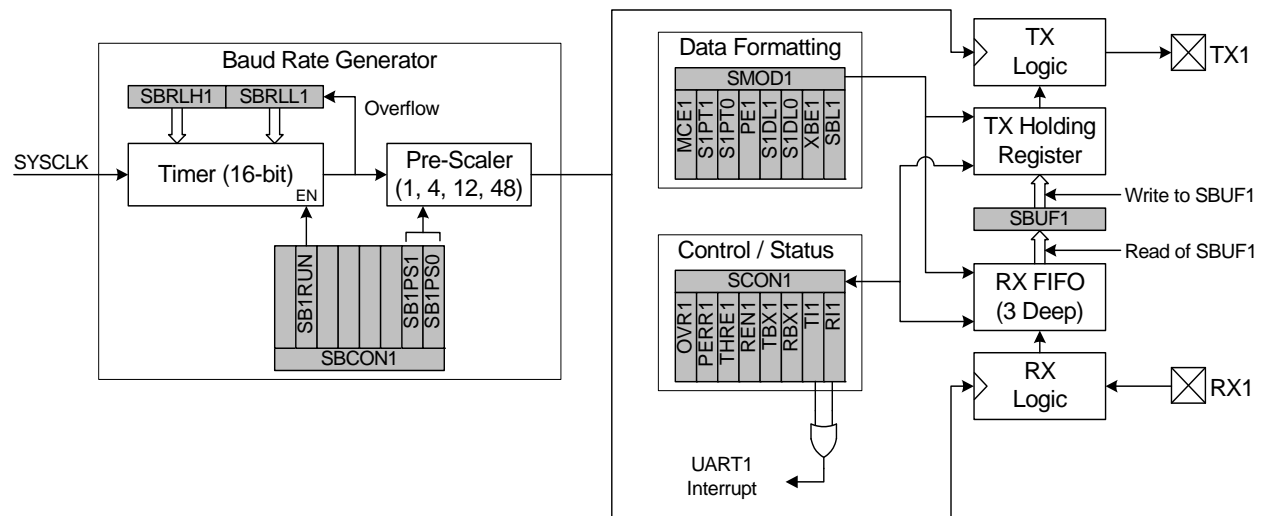 Baud Rate Generator
SBRLH1 SBRLL1
Overflow
SYSCLK
Timer (16-bit)
EN
Pre-Scaler
(1, 4, 12, 48)
SB1RUN
SB1PS1
SB1PS0
SBCON1
Data Formatting
SMOD1
MCE1
S1PT1
S1PT0
PE1
S1DL1
S1DL0
XBE1
SBL1
Control / Status
SCON1
OVR1
PERR1
THRE1
REN1
TBX1
RBX1
TI1
RI1
UART1
Interrupt
TX
Logic
TX1
TX Holding
Register
Write to SBUF1
SBUF1
Read of SBUF1
RX FIFO
(3 Deep)
RX
Logic
RX1